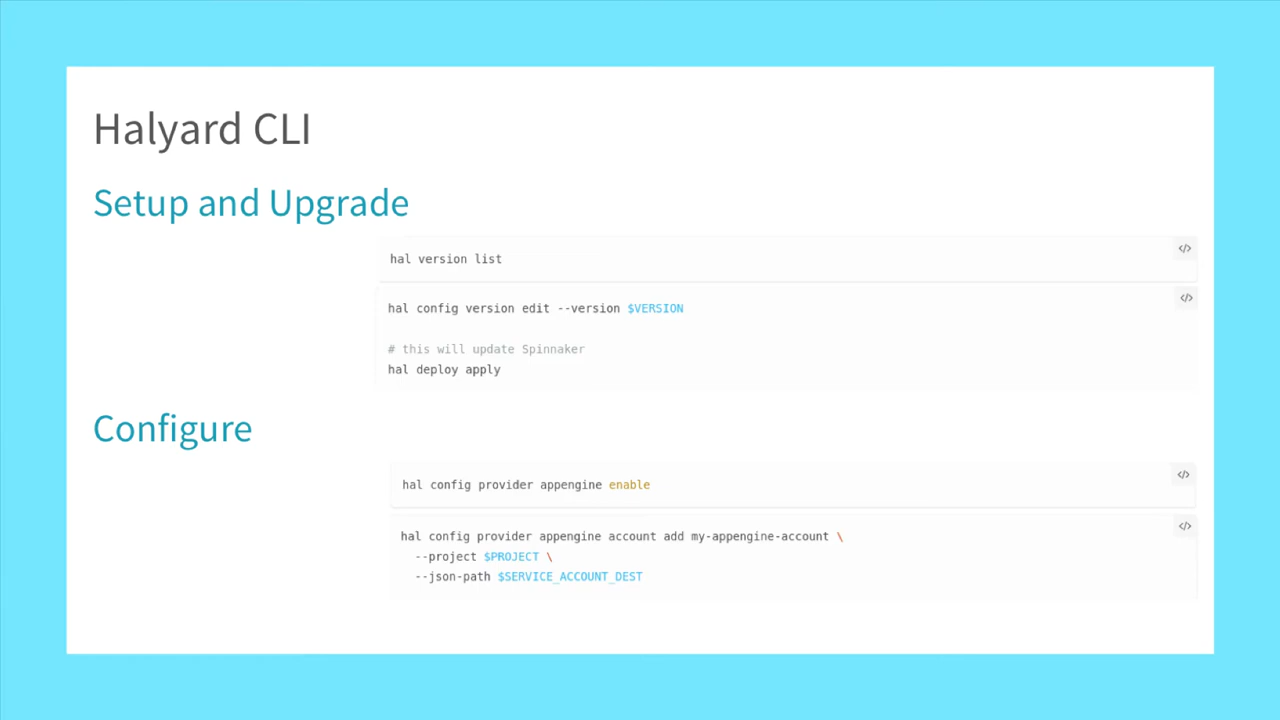 Halyard CLI
Setup and Upgrade
</>
hal version list
</>
hal config version edit --version $VERSION
# this will update Spinnaker
hal deploy apply
Configure
</>
hal config provider appengine enable
</>
hal config provider appengine account add my-appengine-account \
--project $PROJECT \
--json-path $SERVICE_ACCOUNT_DEST